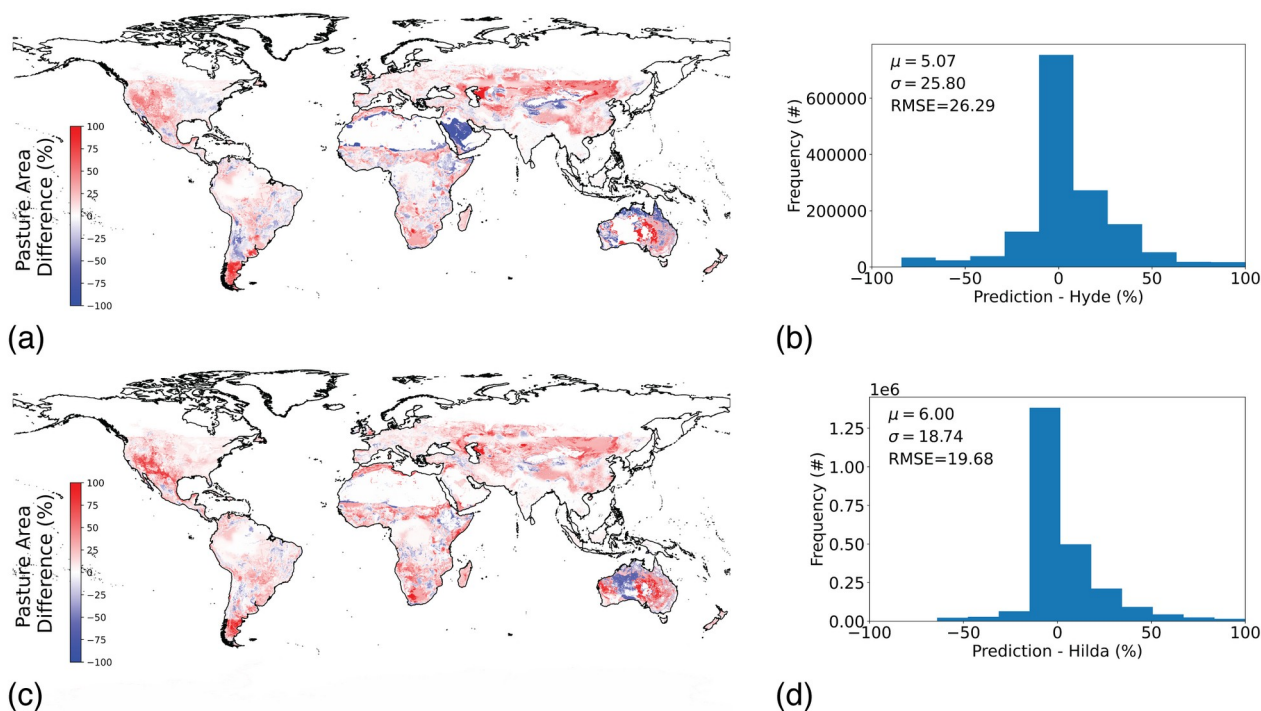 Pasture Area
Difference (%)
100
75
50
25
0
−25
−50
−75
−100
(a)
μ = 5.07
σ = 25.80
RMSE=26.29
Frequency (#)
600000
400000
200000
0
−100
−50
0
50
100
Prediction - Hyde (%)
(b)
Pasture Area
Difference (%)
100
75
50
25
0
−25
−50
−75
−100
(c)
1e6
μ = 6.00
σ = 18.74
RMSE=19.68
Frequency (#)
1.25
1.00
0.75
0.50
0.25
0.00
−100
−50
0
50
100
Prediction - Hilda (%)
(d)